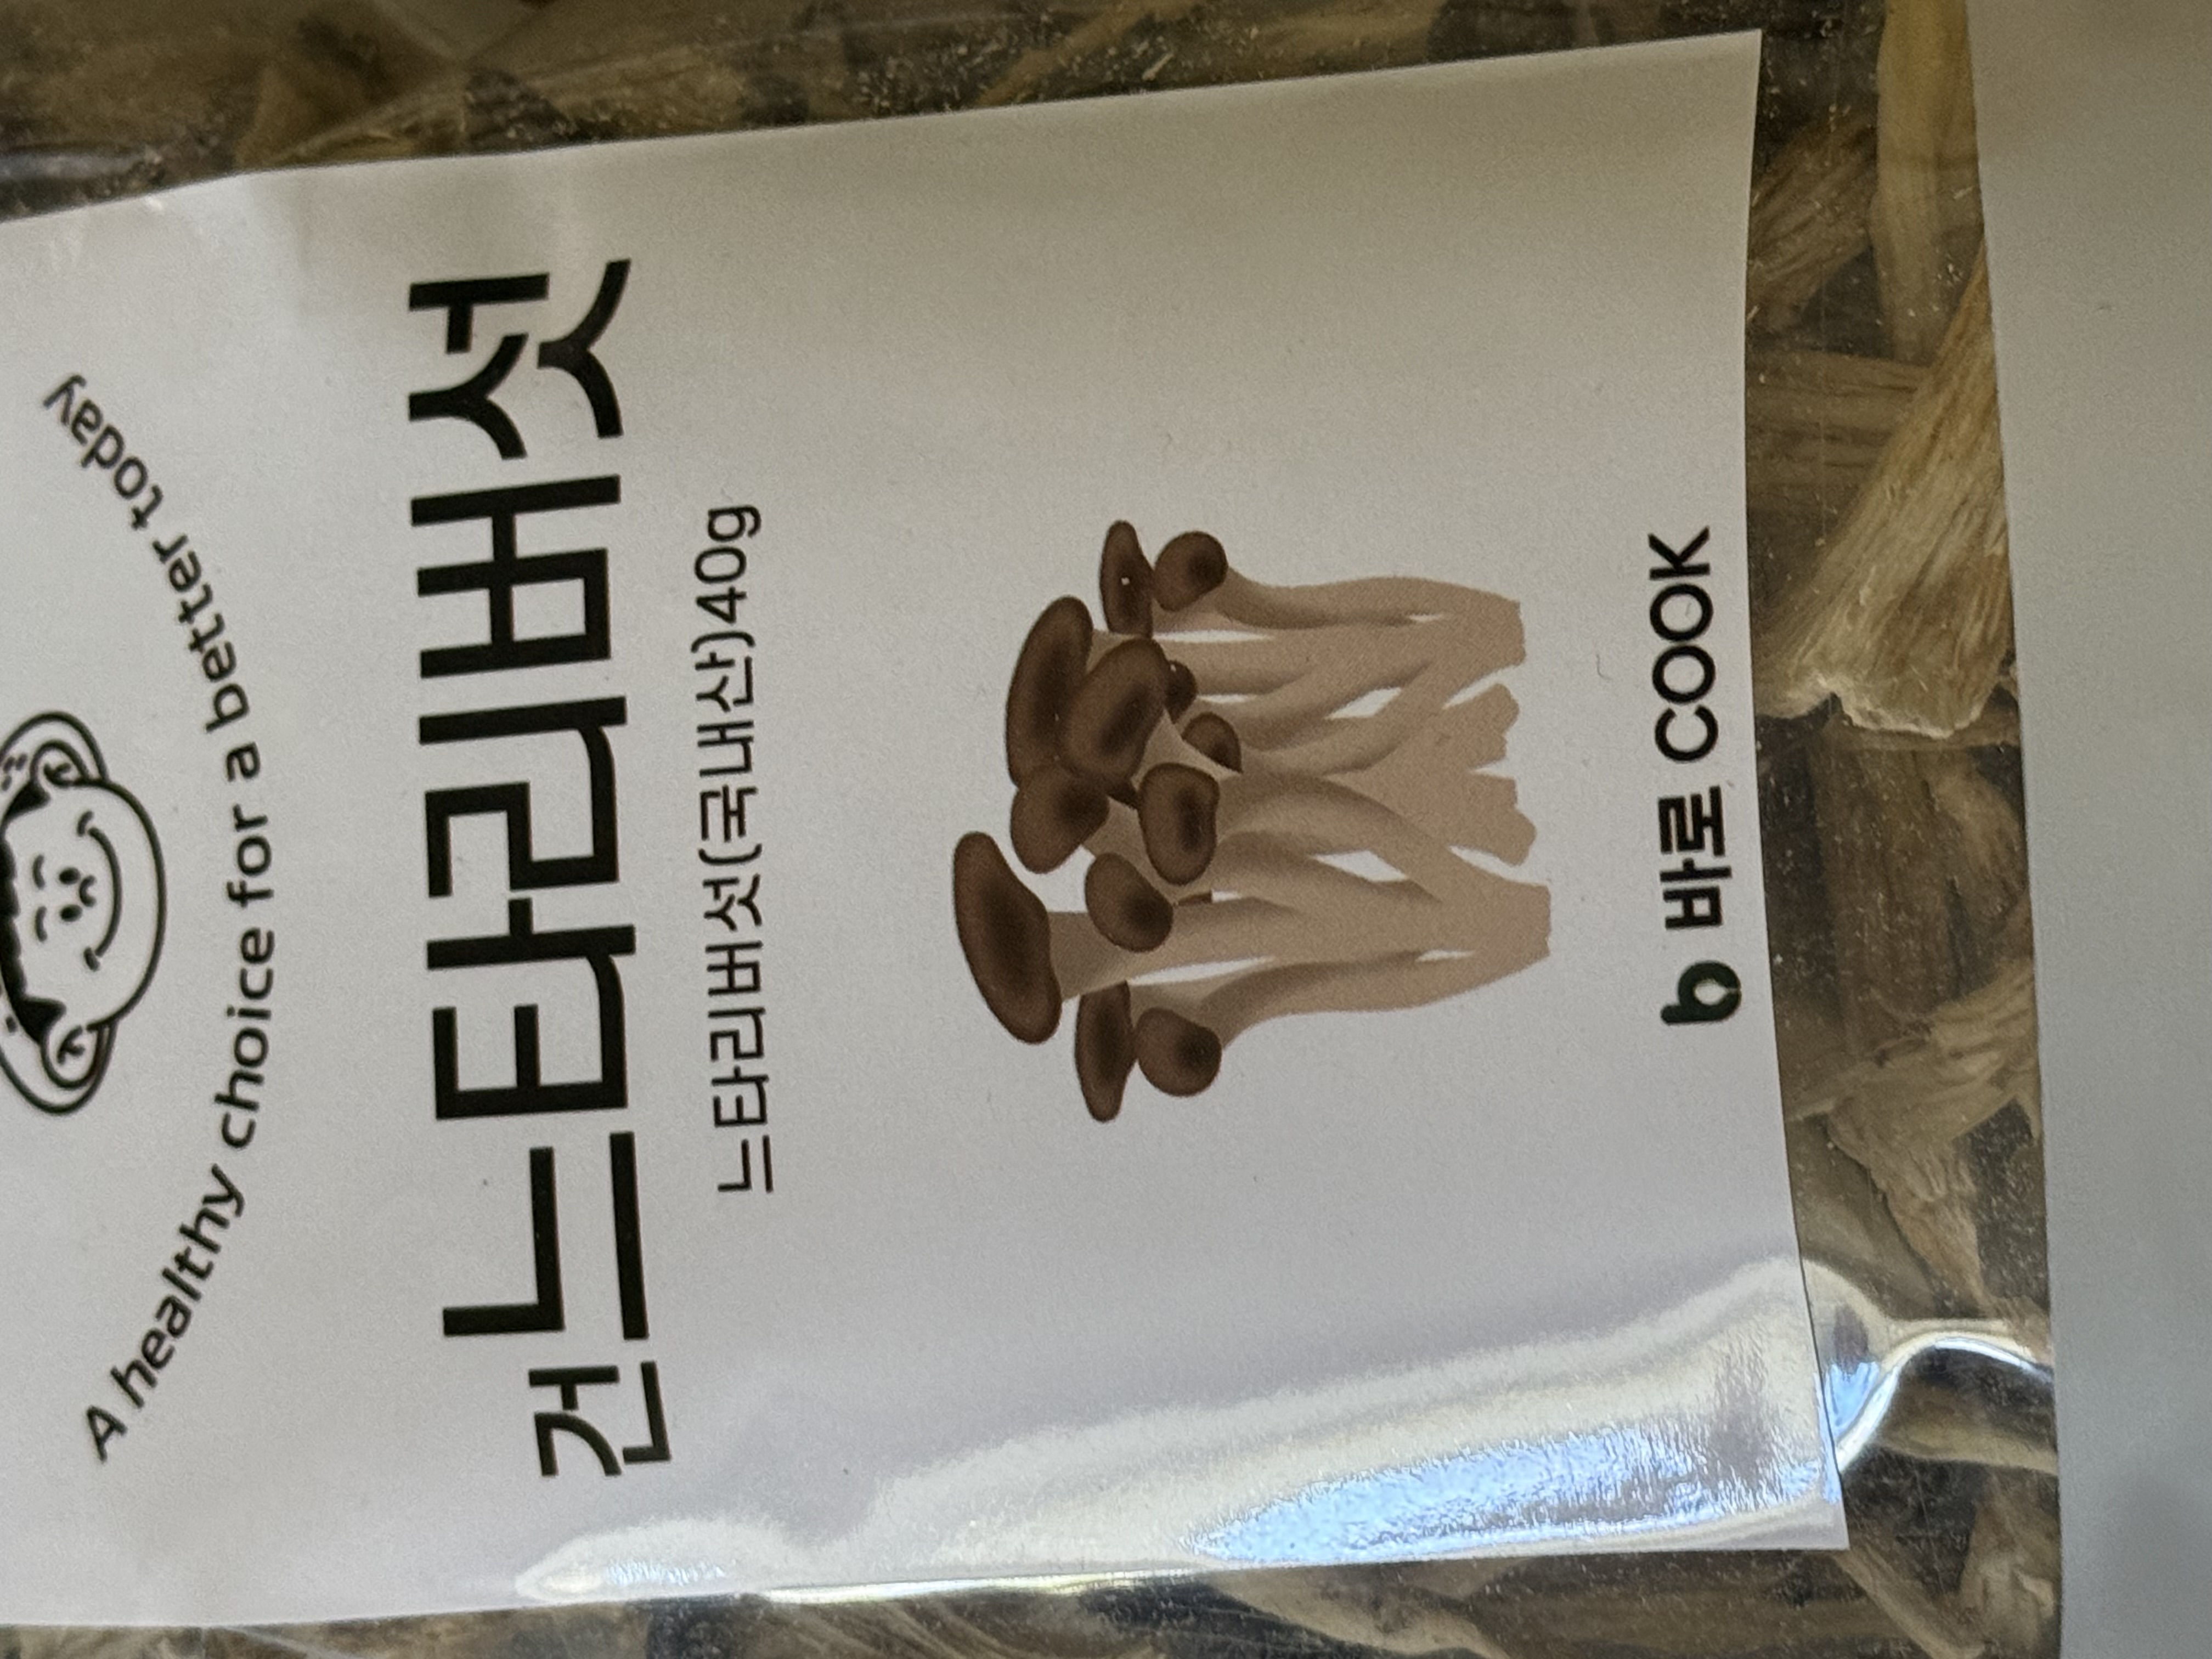 A healthy choice for a better today
건느타리버섯
느타리버섯(국내산)40g
b 바로 COOK